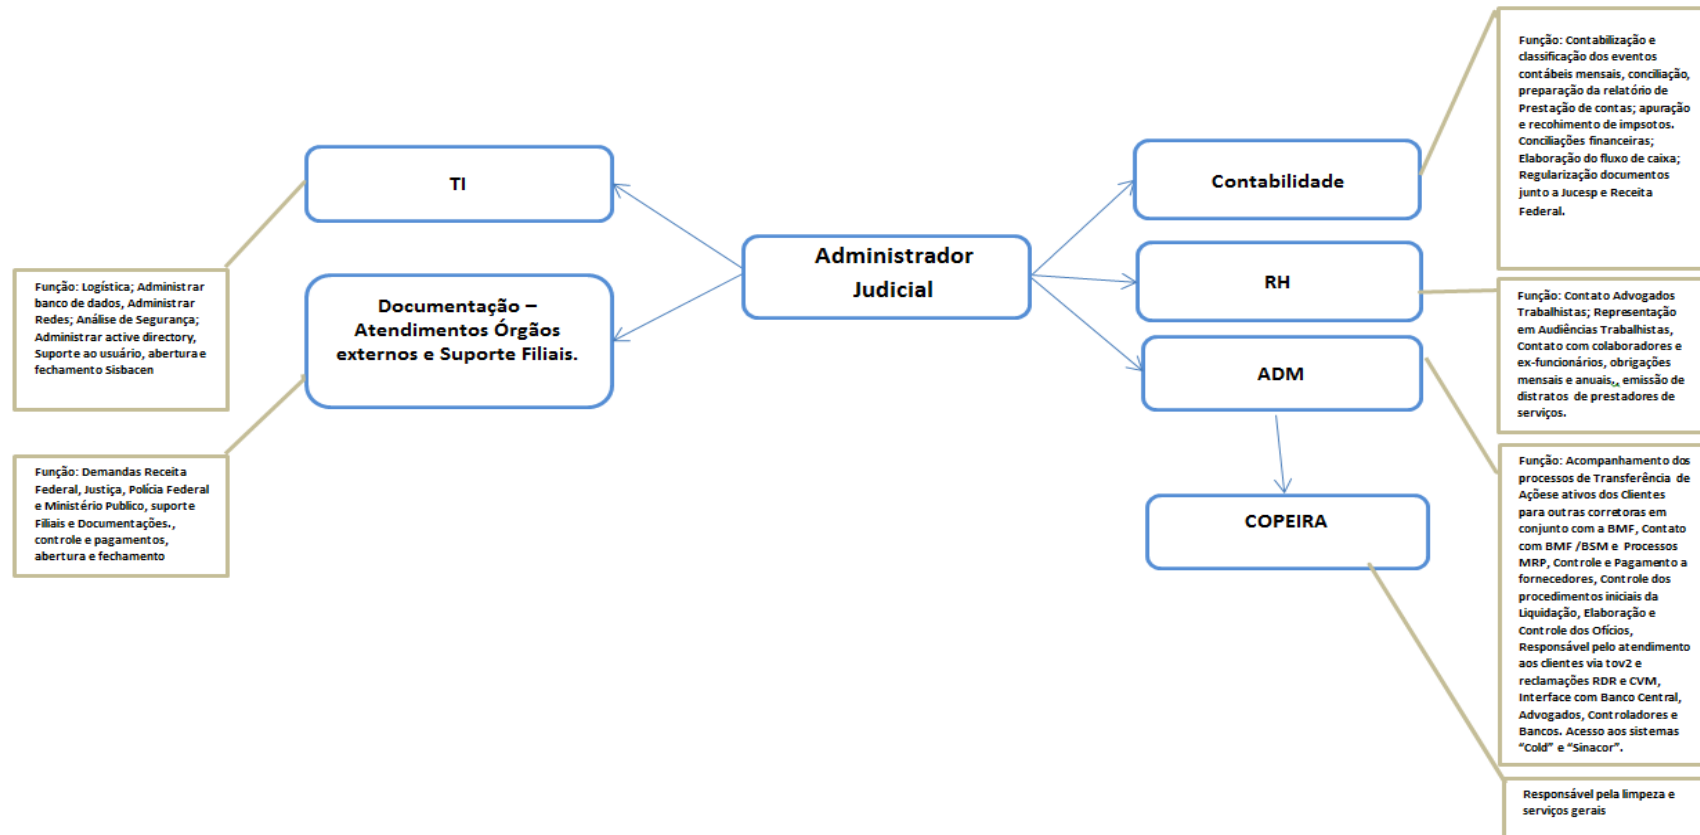 TI
Documentação –
Atendimentos Órgãos
externos e Suporte Filiais.
Função: Logística; Administrar
banco de dados, Administrar
Redes; Análise de Segurança;
Administrar active directory,
Suporte ao usuário, abertura e
fechamento Sisbacen
Função: Demandas Receita
Federal, Justiça, Polícia Federal
e Ministério Publico, suporte
Filiais e Documentações.,
controle e pagamentos,
abertura e fechamento
Administrador
Judicial
Contabilidade
RH
ADM
COPEIRA
Função: Contabilização e
classificação dos eventos
contábeis mensais, conciliação,
preparação da relatório de
Prestação de contas; apuração
e recohimento de impsotos.
Conciliações financeiras;
Elaboração do fluxo de caixa;
Regularização documentos
junto a Jucesp e Receita
Federal.
Função: Contato Advogados
Trabalhistas; Representação
em Audiências Trabalhistas,
Contato com colaboradores e
ex-funcionários, obrigações
mensais e anuais,, emissão de
distratos de prestadores de
serviços.
Função: Acompanhamento dos
processos de Transferência de
Açõese ativos dos Clientes
para outras corretoras em
conjunto com a BMF, Contato
com BMF /BSM e Processos
MRP, Controle e Pagamento a
fornecedores, Controle dos
procedimentos iniciais da
Liquidação, Elaboração e
Controle dos Ofícios,
Responsável pelo atendimento
aos clientes via tov2 e
reclamações RDR e CVM,
Interface com Banco Central,
Advogados, Controladores e
Bancos. Acesso aos sistemas
“Cold” e “Sinacor”.
Responsável pela limpeza e
serviços gerais